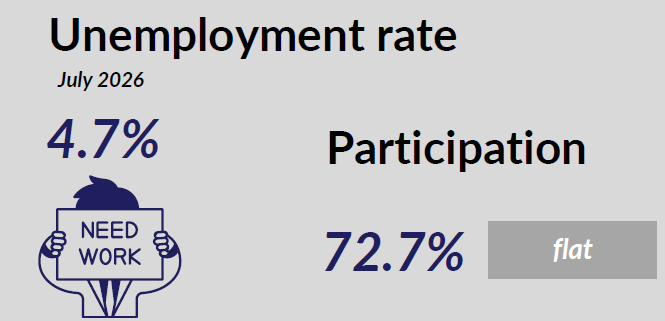 Unemployment rate
July 2026
4.7%
NEED
WORK
Participation
72.7%
flat